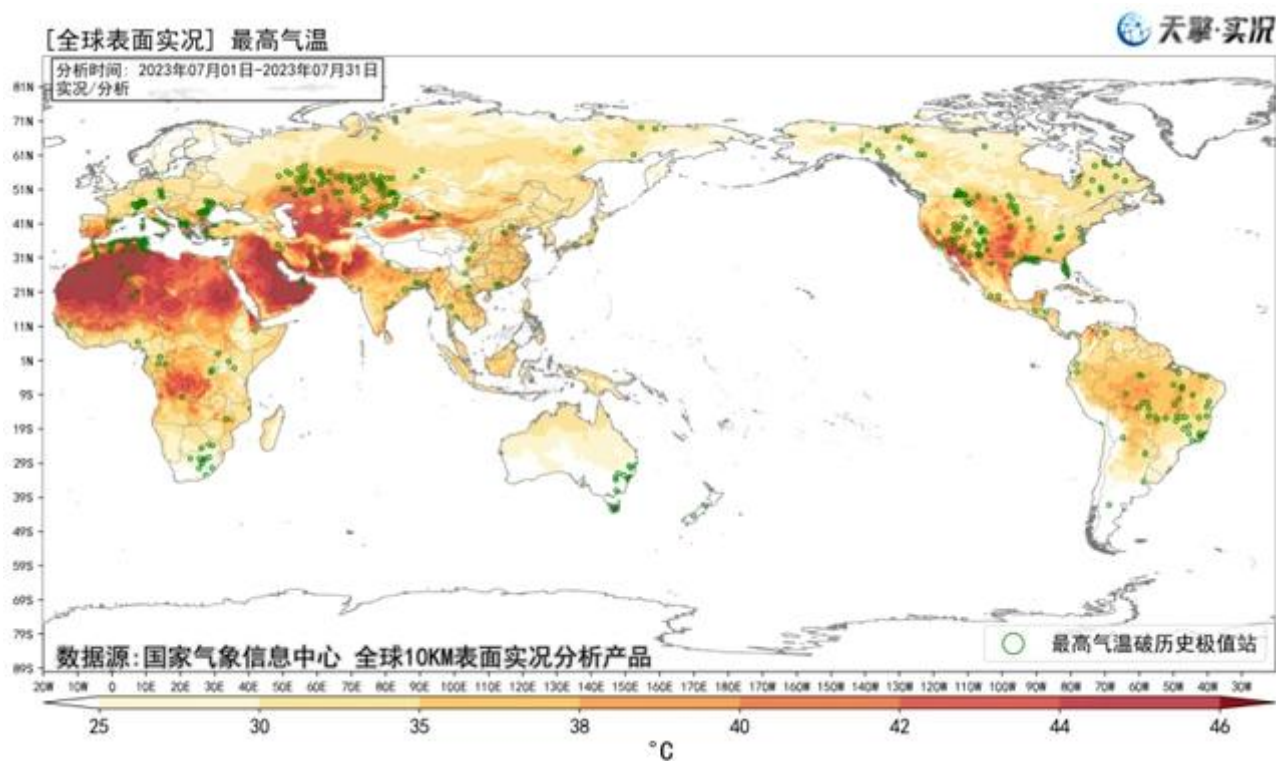 [全球表面实况] 最高气温
天擎·实况
分析时间: 2023年07月01日-2023年07月31日
实况/分析
81N
71N
61N
51N
41N
31N
21N
11N
1N
9S
19S
29S
39S
49S
59S
69S
79S
89S
最高气温破历史极值站
数据源:国家气象信息中心 全球10KM表面实况分析产品
20W 10W 0 10E 20E 30E 40E 50E 60E 70E 80E 90E 100E 110E 120E 130E 140E 150E 160E 170E 180E 170W 160W 150W 140W 130W 120W 110W 100W 90W 80W 70W 60W 50W 40W 30W
25 30 35 38 40 42 44 46
°C